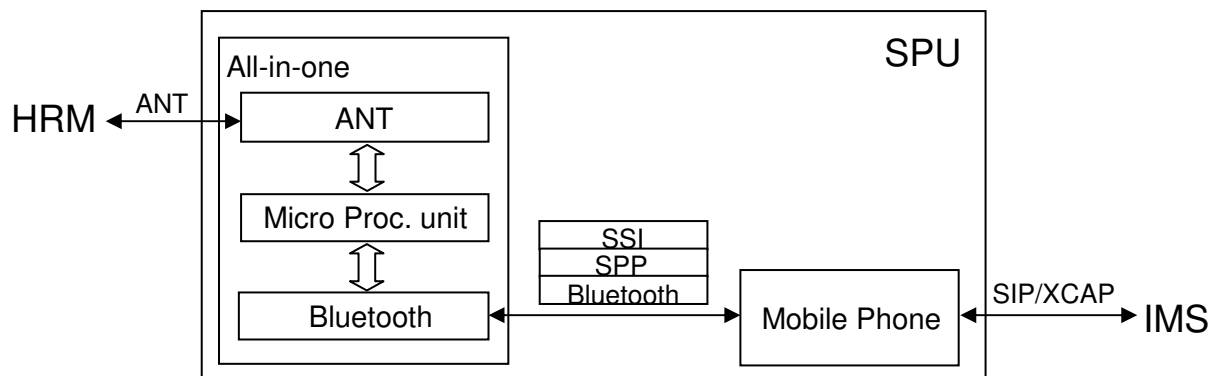 SPU
All-in-one
HRM
ANT
ANT
Micro Proc. unit
SSI
SPP
Bluetooth
Bluetooth
Mobile Phone
SIP/XCAP
IMS